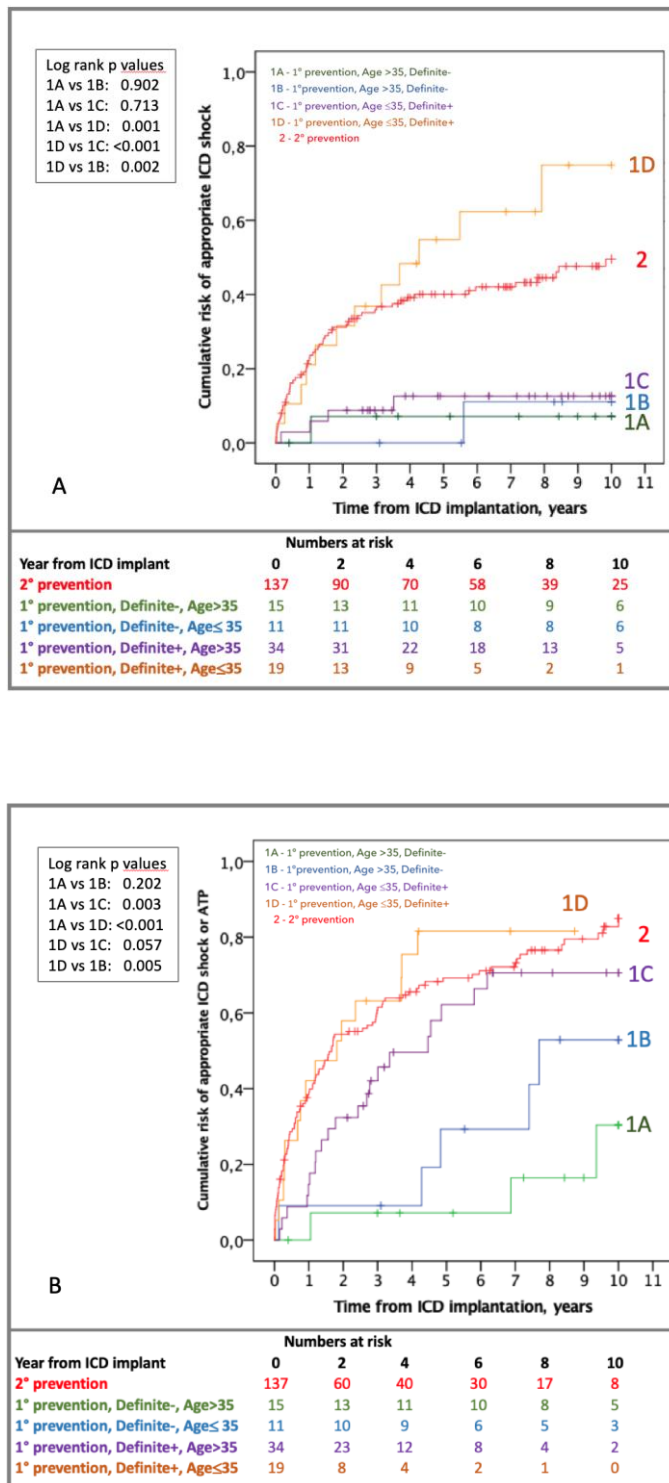 Log rank p values
1A vs 1B: 0.902
1A vs 1C: 0.713
1A vs 1D: 0.001
1D vs 1C: <0.001
1D vs 1B: 0.002
1A - 1° prevention, Age >35, Definite-
1B - 1°prevention, Age >35, Definite-
1C - 1° prevention, Age ≤35, Definite+
1D - 1° prevention, Age ≤35, Definite+
2 - 2° prevention
Cumulative risk of appropriate ICD shock
1,0
0,8
0,6
0,4
0,2
0,0
1D
2
1C
1B
1A
A
0 1 2 3 4 5 6 7 8 9 10 11
Time from ICD implantation, years
Numbers at risk
Year from ICD implant 0 2 4 6 8 10
2° prevention 137 90 70 58 39 25
1° prevention, Definite-, Age>35 15 13 11 10 9 6
1° prevention, Definite-, Age≤ 35 11 11 10 8 8 6
1° prevention, Definite+, Age>35 34 31 22 18 13 5
1° prevention, Definite+, Age≤35 19 13 9 5 2 1
Log rank p values
1A vs 1B: 0.202
1A vs 1C: 0.003
1A vs 1D: <0.001
1D vs 1C: 0.057
1D vs 1B: 0.005
1A - 1° prevention, Age >35, Definite-
1B - 1°prevention, Age >35, Definite-
1C - 1° prevention, Age ≤35, Definite+
1D - 1° prevention, Age ≤35, Definite+
2 - 2° prevention
Cumulative risk of appropriate ICD shock or ATP
1,0
0,8
0,6
0,4
0,2
0,0
1D
2
1C
1B
1A
B
0 1 2 3 4 5 6 7 8 9 10 11
Time from ICD implantation, years
Numbers at risk
Year from ICD implant 0 2 4 6 8 10
2° prevention 137 60 40 30 17 8
1° prevention, Definite-, Age>35 15 13 11 10 8 5
1° prevention, Definite-, Age≤ 35 11 10 9 6 5 3
1° prevention, Definite+, Age>35 34 23 12 8 4 2
1° prevention, Definite+, Age≤35 19 8 4 2 1 0